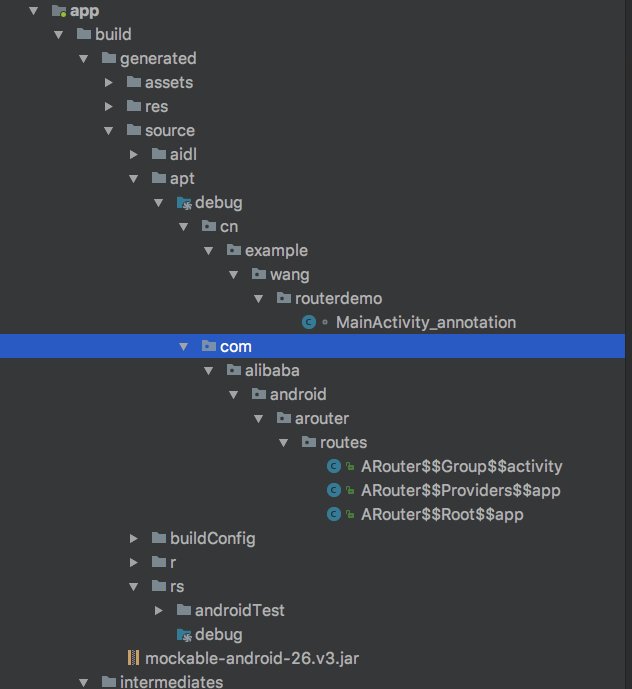 app
build
generated
assets
res
source
aidl
apt
debug
cn
example
wang
routerdemo
MainActivity_annotation
com
alibaba
android
arouter
routes
ARouter$$Group$$activity
ARouter$$Providers$$app
ARouter$$Root$$app
buildConfig
r
rs
androidTest
debug
mockable-android-26.v3.jar
intermediates